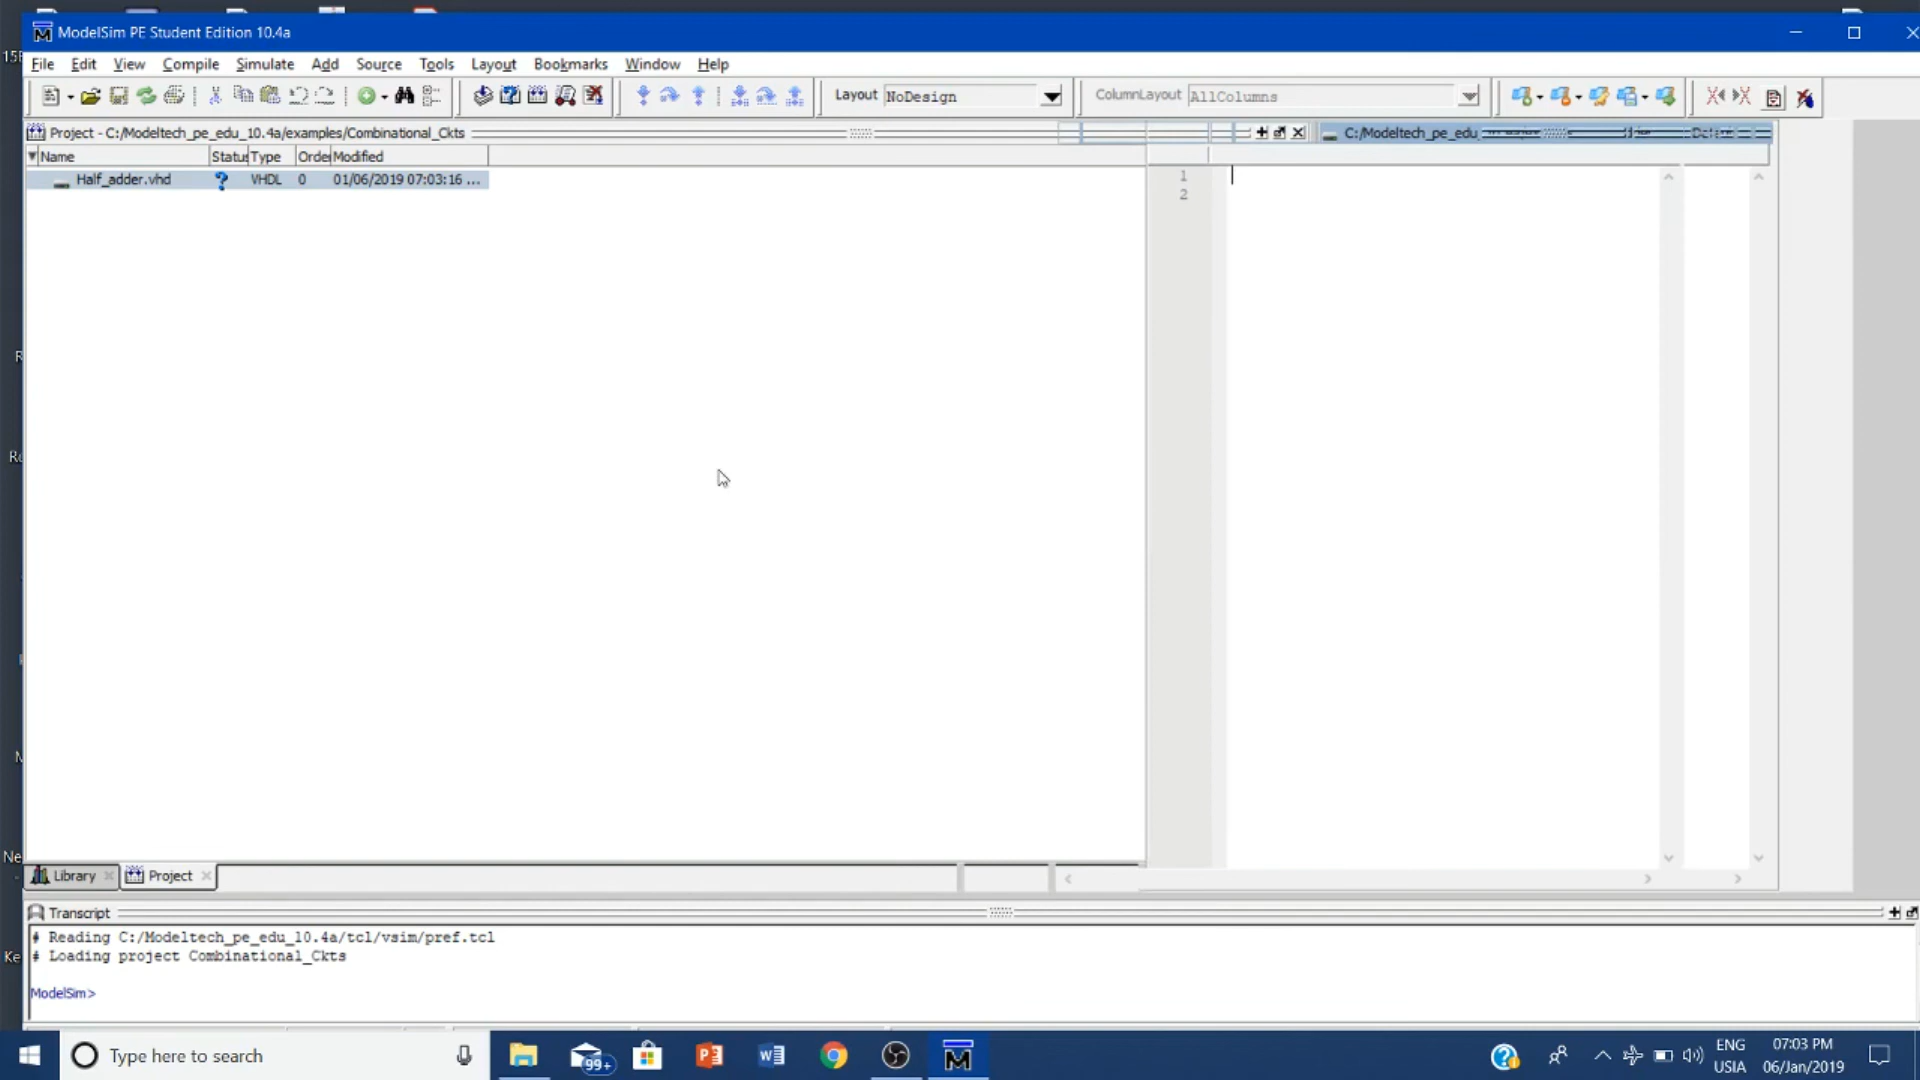 ModelSim PE Student Edition 10.4a
File Edit View Compile Simulate Add Source Tools Layout Bookmarks Window Help
Layout NoDesign ColumnLayout AllColumns
Project - C:/Modeltech_pe_edu_10.4a/examples/Combinational_Ckts
C:/Modeltech_pe_edu
Name Status Type Order Modified
Half_adder.vhd ? VHDL 0 01/06/2019 07:03:16 ...
1
2
Library Project
Transcript
# Reading C:/Modeltech_pe_edu_10.4a/tcl/vsim/pref.tcl
# Loading project Combinational_Ckts
ModelSim>
Type here to search
99+
ENG
USIA
07:03 PM
06/Jan/2019